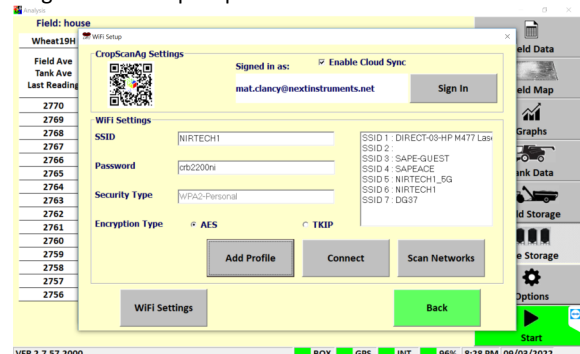 Analysis
Field: house
Wheat19H
Field Ave
Tank Ave
Last Reading
2770
2769
2768
2767
2766
2765
2764
2763
2762
2761
2760
2759
2758
2757
2756
WiFi Setup
CropScanAg Settings
Signed in as:
Enable Cloud Sync
mat.clancy@nextinstruments.net
Sign In
WiFi Settings
SSID
NIRTECH1
Password
crb2200ni
Security Type
WPA2-Personal
Encryption Type
AES
TKIP
SSID 1 : DIRECT-03-HP M477 Lase
SSID 2 :
SSID 3 : SAPE-GUEST
SSID 4 : SAPEACE
SSID 5 : NIRTECH1_5G
SSID 6 : NIRTECH1
SSID 7 : DG37
Add Profile
Connect
Scan Networks
WiFi Settings
Back
eld Data
eld Map
Graphs
nk Data
ld Storage
e Storage
Options
Start
VER 2.7.57.2000
BOX
GPS
INT
96%
8:28 PM 09/03/2022